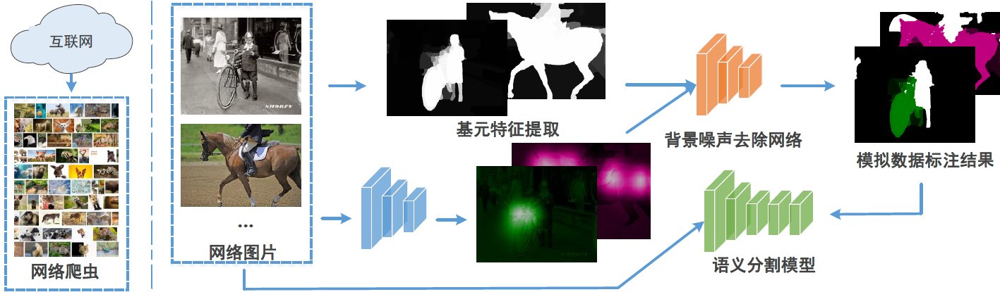 互联网
网络爬虫
SHORPY
...
网络图片
基元特征提取
背景噪声去除网络
模拟数据标注结果
语义分割模型